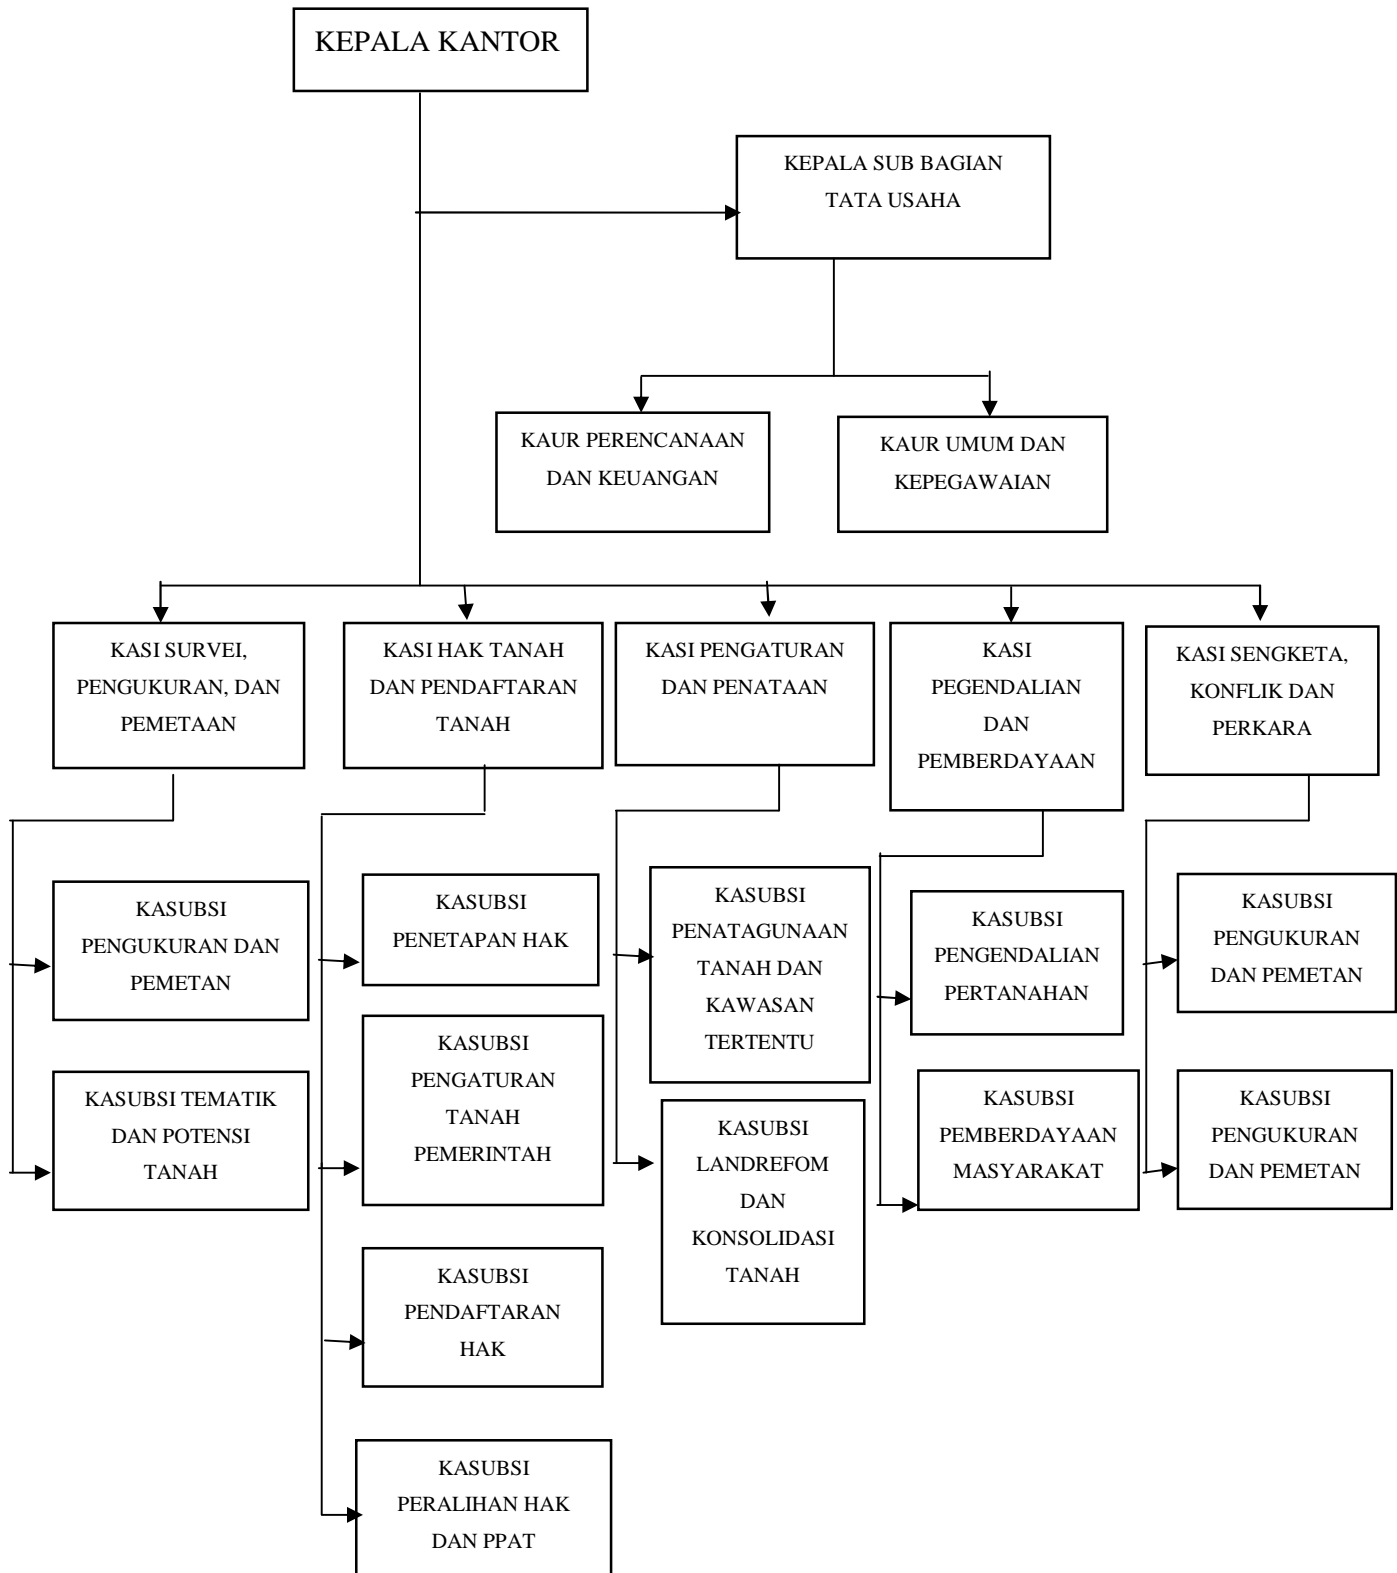 KEPALA KANTOR
KEPALA SUB BAGIAN
TATA USAHA
KAUR PERENCANAAN
DAN KEUANGAN
KAUR UMUM DAN
KEPEGAWAIAN
KASI SURVEI,
PENGUKURAN, DAN
PEMETAAN
KASI HAK TANAH
DAN PENDAFTARAN
TANAH
KASI PENGATURAN
DAN PENATAAN
KASI
PEGENDALIAN
DAN
PEMBERDAYAAN
KASI SENGKETA,
KONFLIK DAN
PERKARA
KASUBSI
PENGUKURAN DAN
PEMETAN
KASUBSI TEMATIK
DAN POTENSI
TANAH
KASUBSI
PENETAPAN HAK
KASUBSI
PENGATURAN
TANAH
PEMERINTAH
KASUBSI
PENDAFTARAN
HAK
KASUBSI
PERALIHAN HAK
DAN PPAT
KASUBSI
PENATAGUNAAN
TANAH DAN
KAWASAN
TERTENTU
KASUBSI
LANDREFOM
DAN
KONSOLIDASI
TANAH
KASUBSI
PENGENDALIAN
PERTANAHAN
KASUBSI
PEMBERDAYAAN
MASYARAKAT
KASUBSI
PENGUKURAN
DAN PEMETAN
KASUBSI
PENGUKURAN
DAN PEMETAN